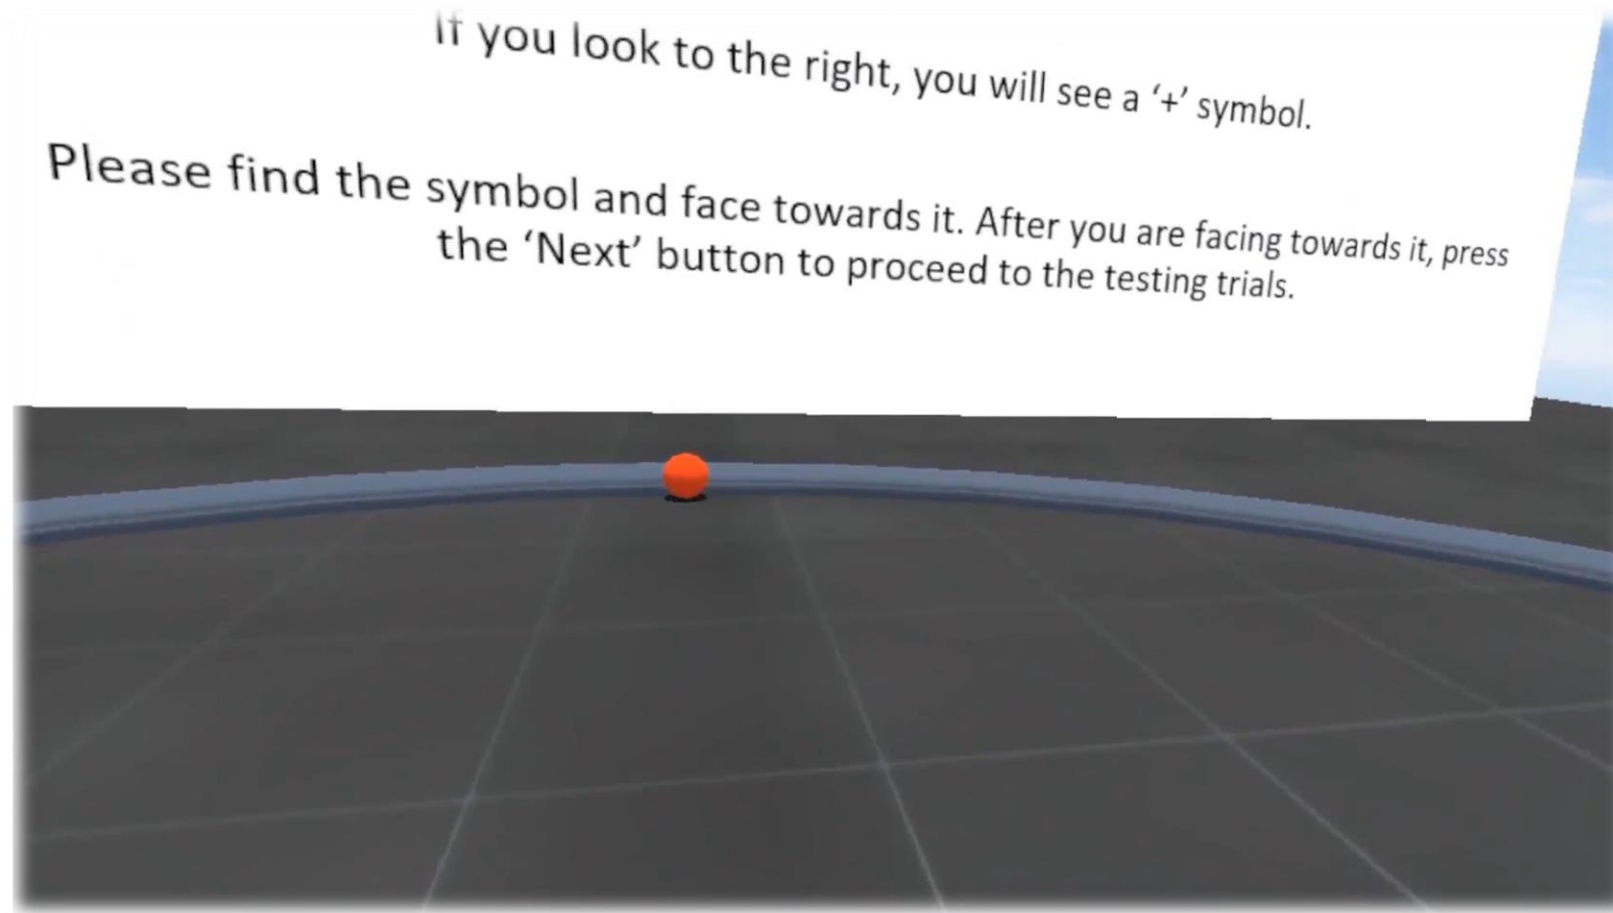 If you look to the right, you will see a ‘+’ symbol.
Please find the symbol and face towards it. After you are facing towards it, press
the ‘Next’ button to proceed to the testing trials.